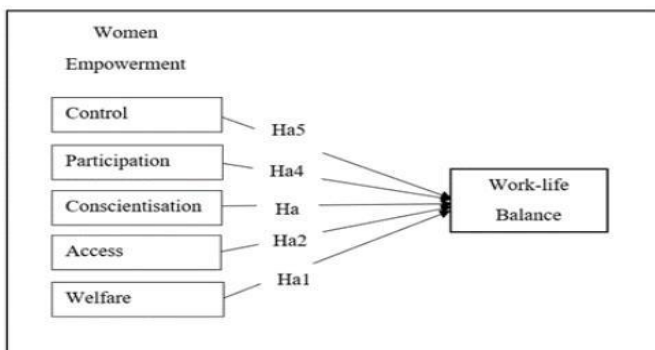 Women
Empowerment
Control
Ha5
Participation
Ha4
Work-life
Conscientisation
Ha
Balance
Access
Ha2
Ha1
Welfare